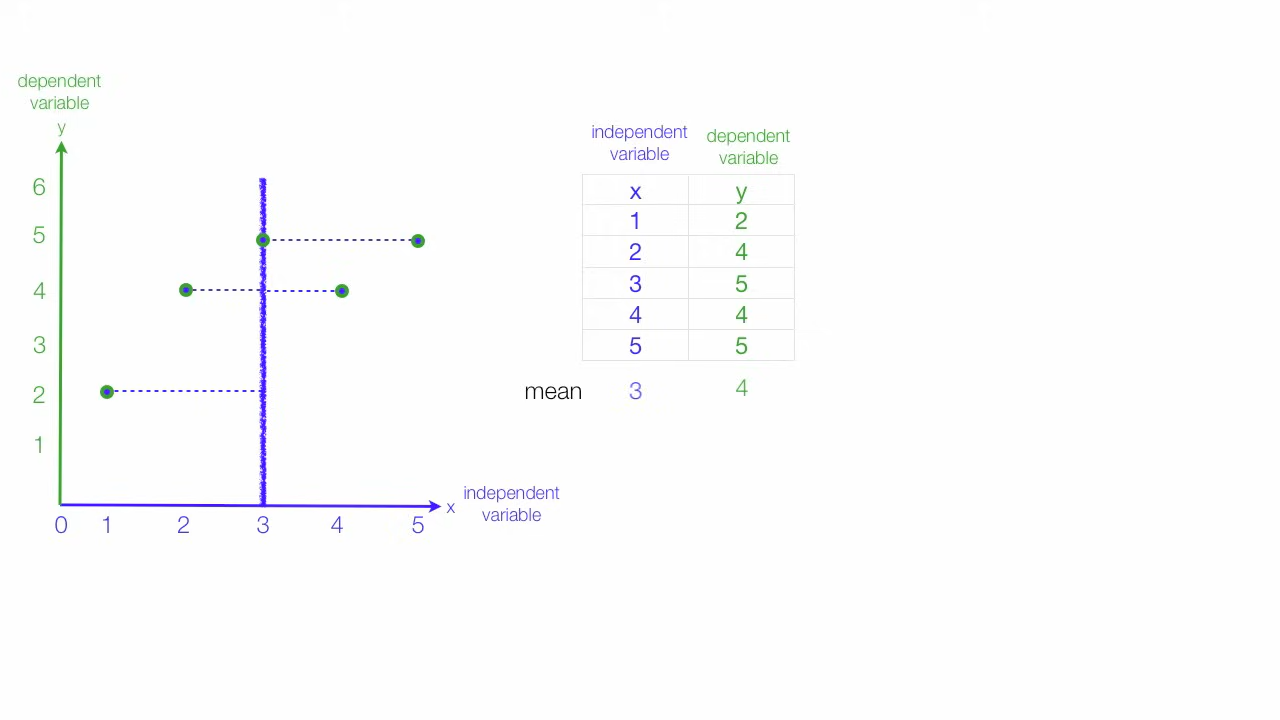 dependent
variable
y
6
5
4
3
2
1
0 1 2 3 4 5
x
independent
variable
independent
variable
dependent
variable
x y
1 2
2 4
3 5
4 4
5 5
mean 3 4